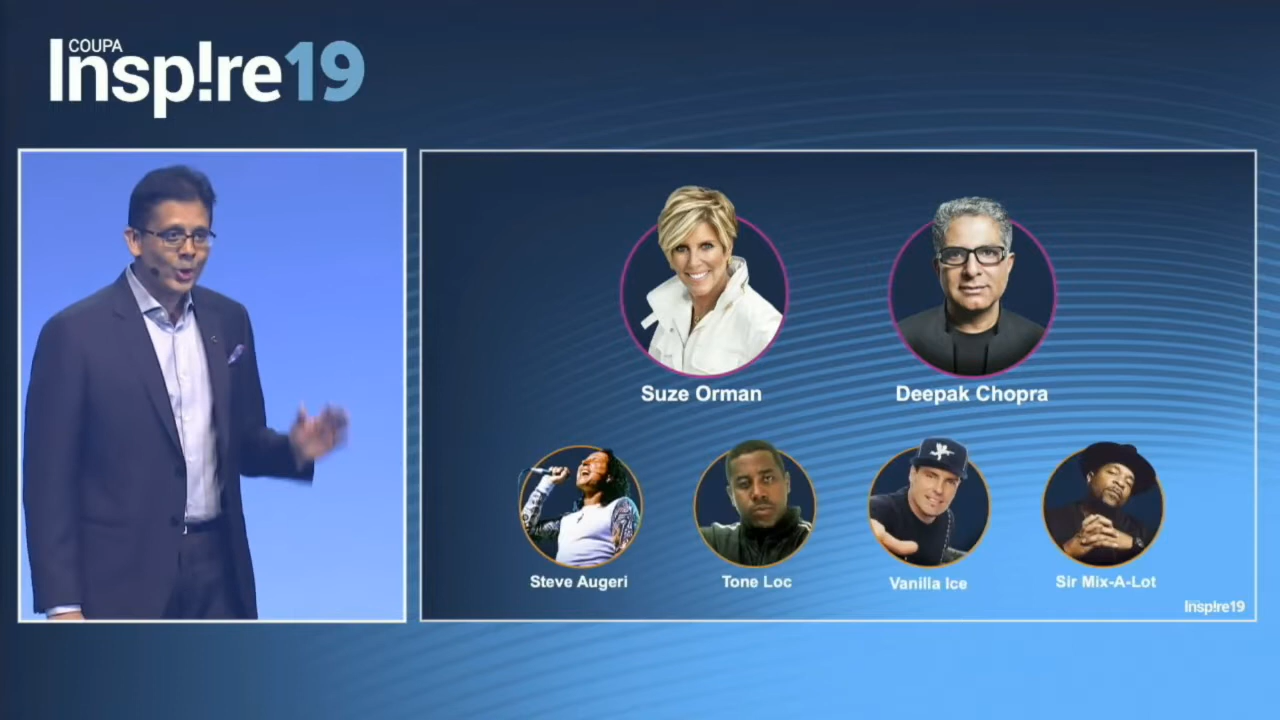 COUPA
Insp!re19
Suze Orman
Deepak Chopra
Steve Augeri
Tone Loc
Vanilla Ice
Sir Mix-A-Lot
Insp!re19